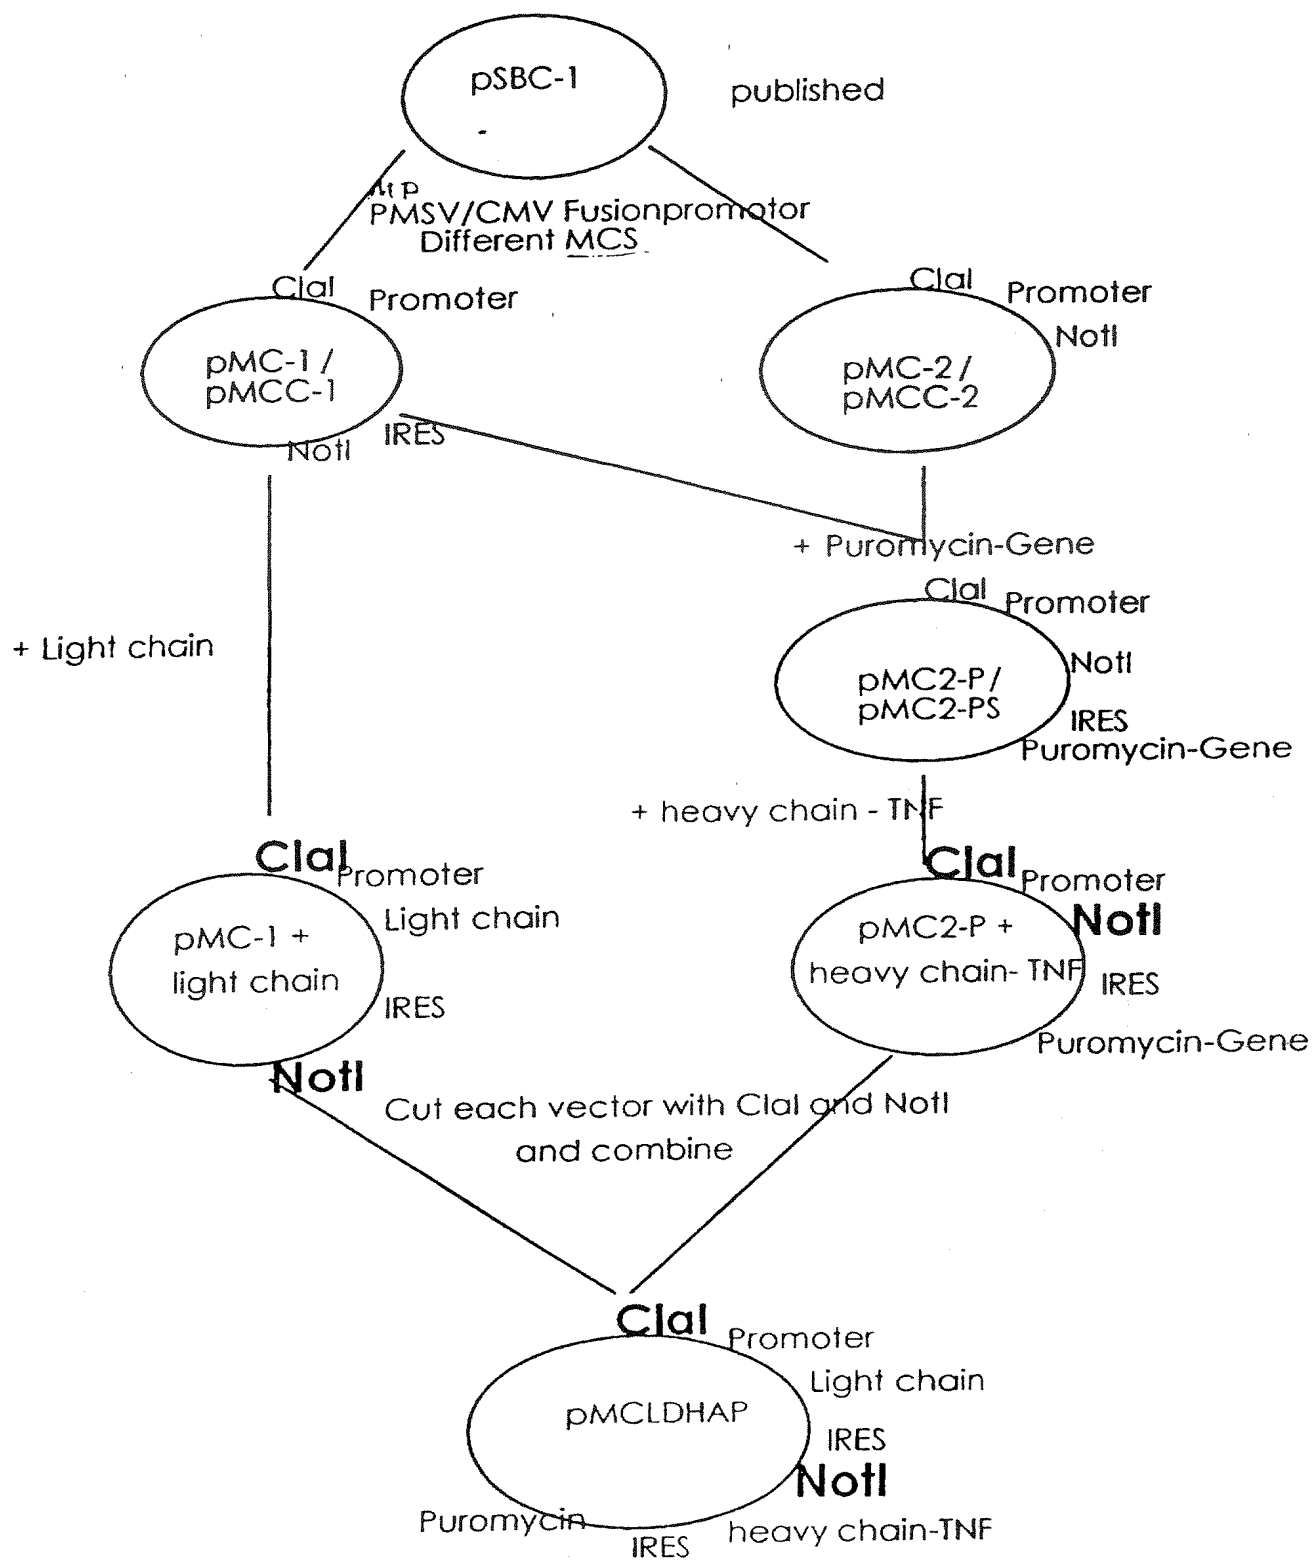 pSBC-1
published
PMSV/CMV Fusionpromotor
Different MCS
ClaI
Promoter
pMC-1 /
pMCC-1
NotI
IRES
ClaI
Promoter
NotI
pMC-2 /
pMCC-2
+ Puromycin-Gene
ClaI
Promoter
NotI
pMC2-P/
pMC2-PS
IRES
Puromycin-Gene
+ Light chain
+ heavy chain - TNF
ClaI
Promoter
Light chain
pMC-1 +
light chain
IRES
NotI
ClaI
Promoter
NotI
pMC2-P +
heavy chain- TNF
IRES
Puromycin-Gene
Cut each vector with ClaI and NotI
and combine
ClaI
Promoter
Light chain
pMCLDHAP
IRES
NotI
heavy chain-TNF
IRES
Puromycin